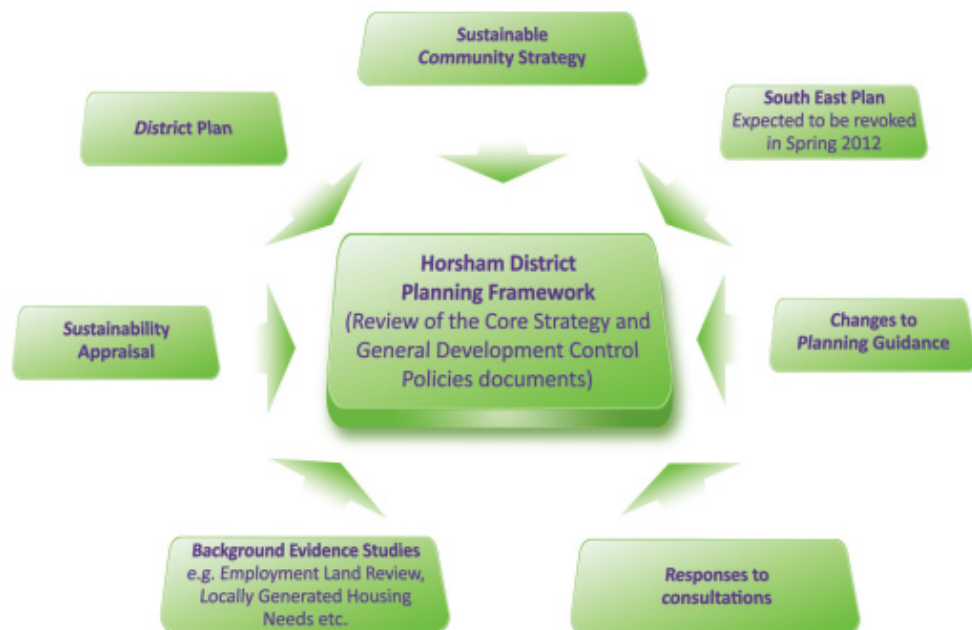 Sustainable
Community Strategy
District Plan
South East Plan
Expected to be revoked
in Spring 2012
Horsham District
Planning Framework
(Review of the Core Strategy and
General Development Control
Policies documents)
Sustainability
Appraisal
Changes to
Planning Guidance
Background Evidence Studies
e.g. Employment Land Review,
Locally Generated Housing
Needs etc.
Responses to
consultations